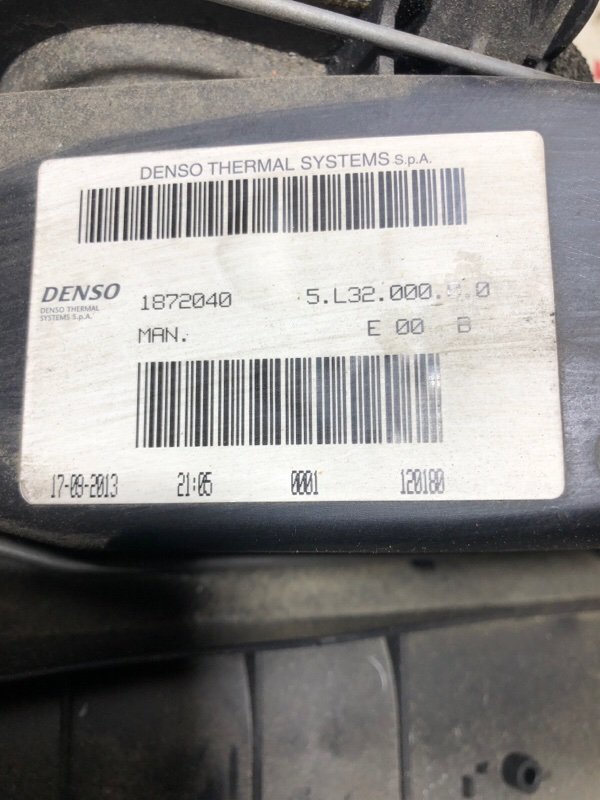 DENSO THERMAL SYSTEMS S.p.A.
DENSO
DENSO THERMAL
SYSTEMS S.p.A.
1872040
MAN.
E 00 B
17-09-2013 21:05 0001 120180